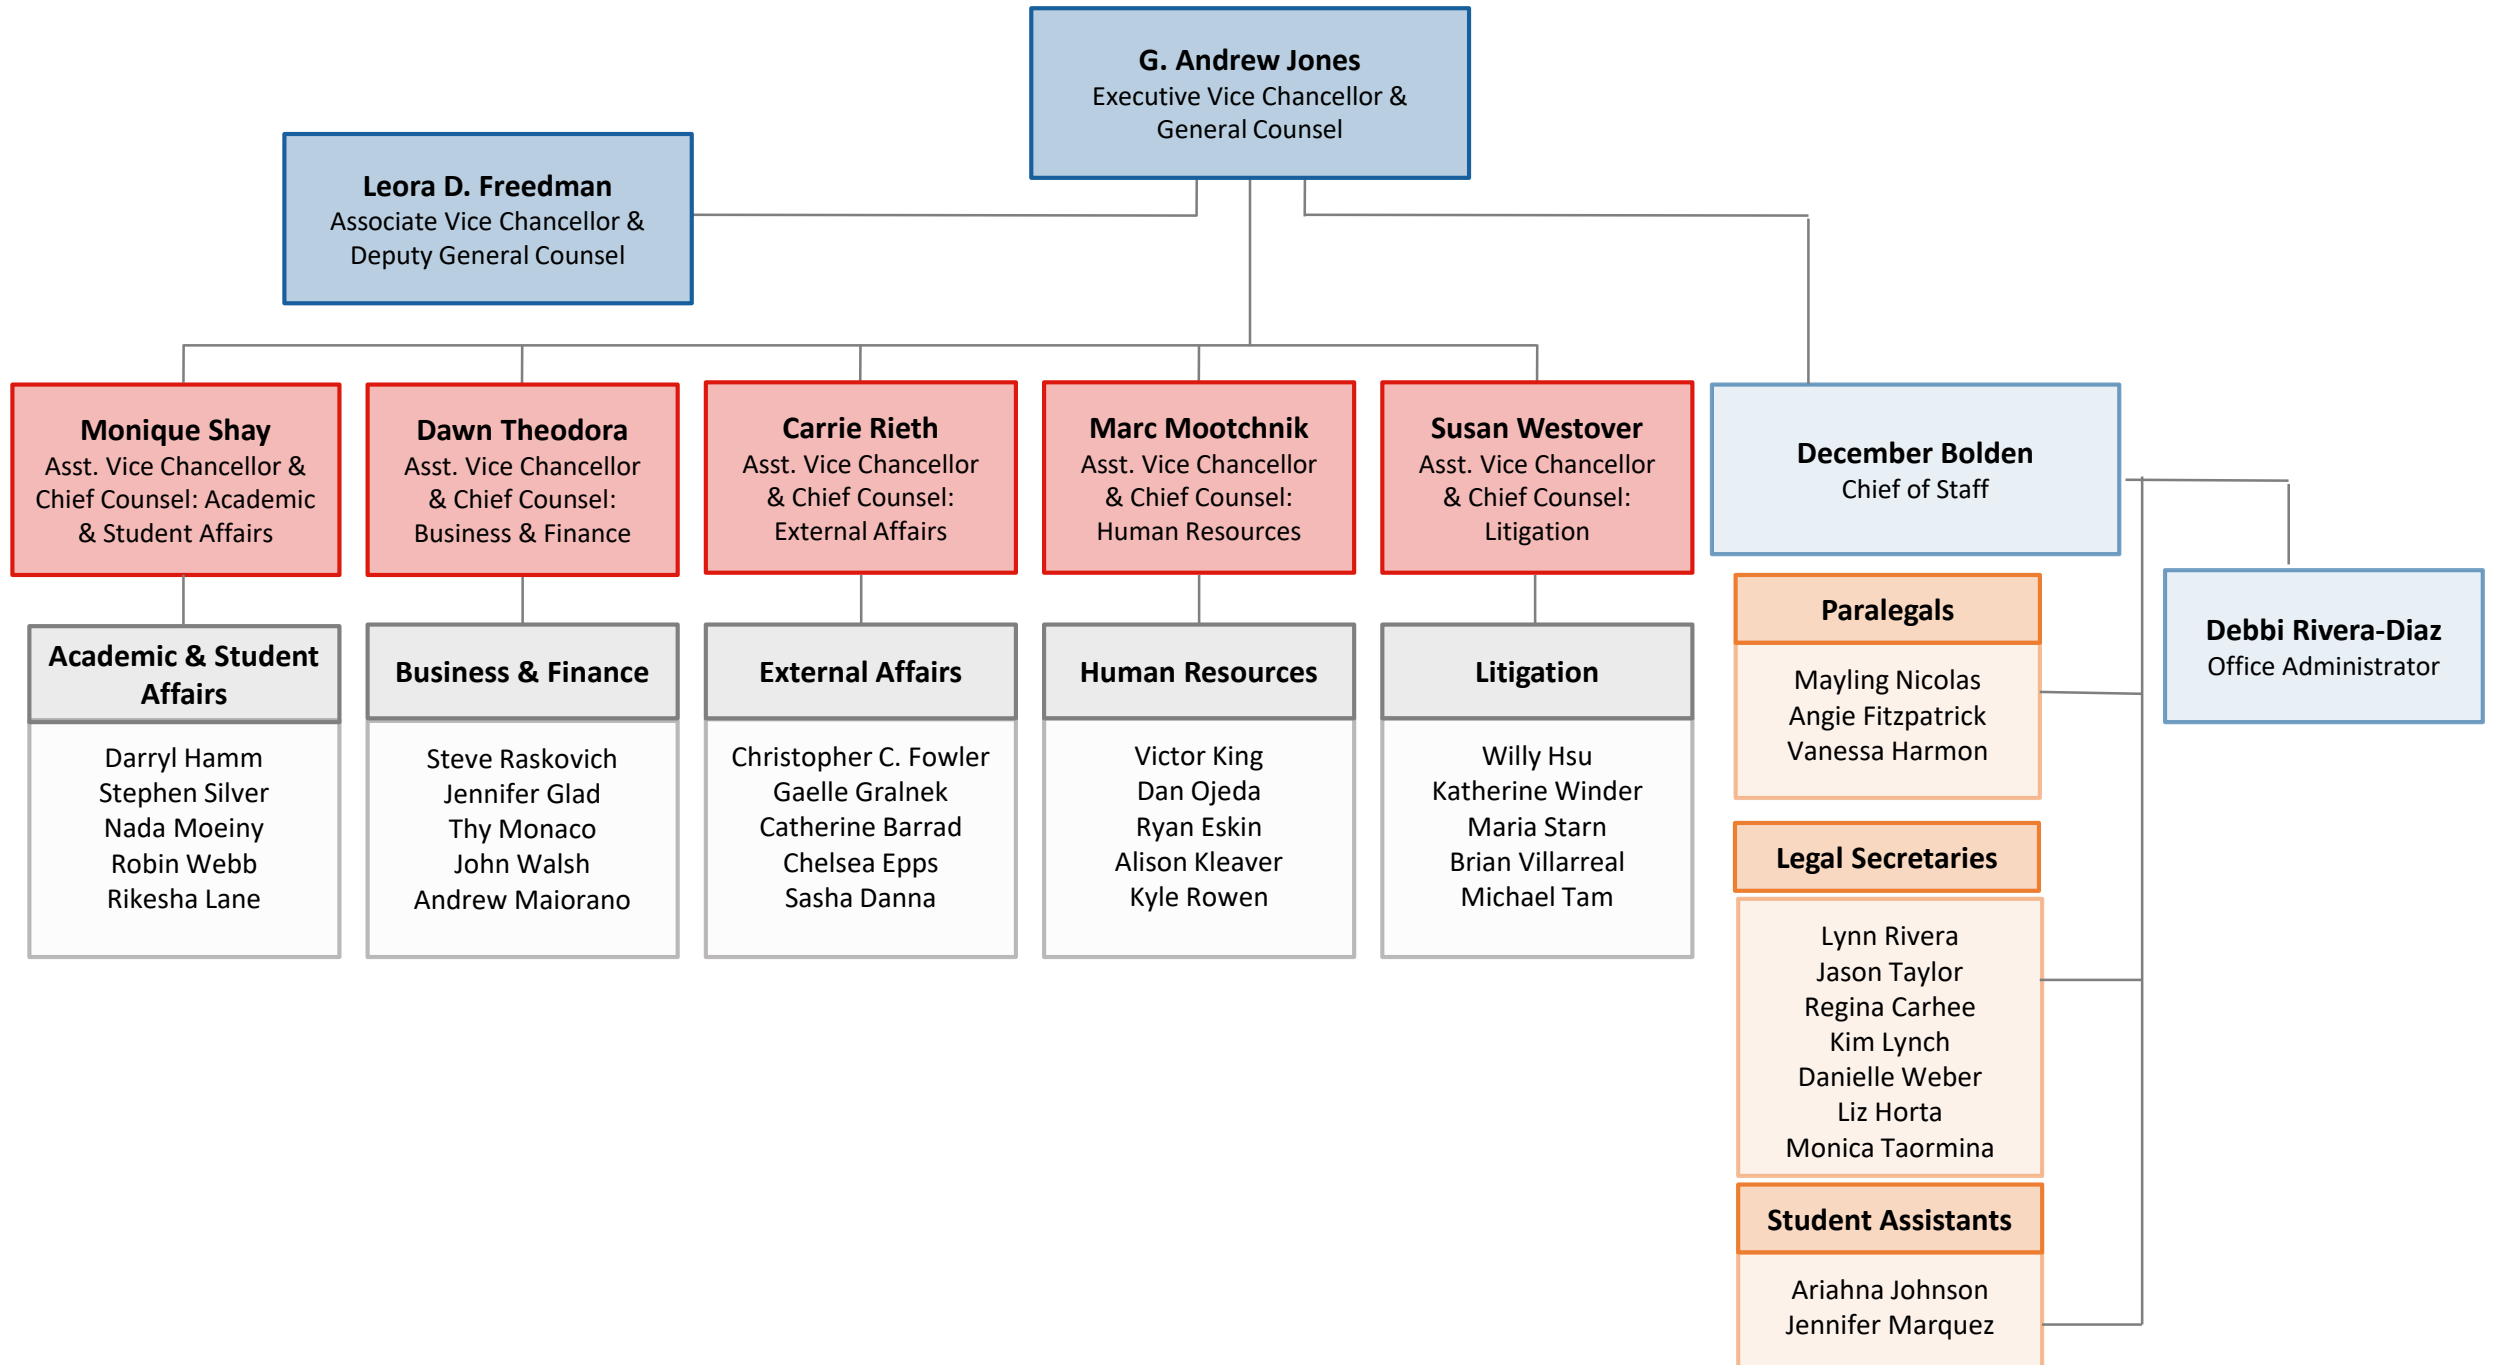 G. Andrew Jones
Executive Vice Chancellor &
General Counsel
Leora D. Freedman
Associate Vice Chancellor &
Deputy General Counsel
Monique Shay
Asst. Vice Chancellor &
Chief Counsel: Academic
& Student Affairs
Dawn Theodora
Asst. Vice Chancellor
& Chief Counsel:
Business & Finance
Carrie Rieth
Asst. Vice Chancellor
& Chief Counsel:
External Affairs
Marc Mootchnik
Asst. Vice Chancellor
& Chief Counsel:
Human Resources
Susan Westover
Asst. Vice Chancellor
& Chief Counsel:
Litigation
December Bolden
Chief of Staff
Debbi Rivera-Diaz
Office Administrator
Academic & Student
Affairs
Darryl Hamm
Stephen Silver
Nada Moeiny
Robin Webb
Rikesha Lane
Business & Finance
Steve Raskovich
Jennifer Glad
Thy Monaco
John Walsh
Andrew Maiorano
External Affairs
Christopher C. Fowler
Gaelle Gralnek
Catherine Barrad
Chelsea Epps
Sasha Danna
Human Resources
Victor King
Dan Ojeda
Ryan Eskin
Alison Kleaver
Kyle Rowen
Litigation
Willy Hsu
Katherine Winder
Maria Starn
Brian Villarreal
Michael Tam
Paralegals
Mayling Nicolas
Angie Fitzpatrick
Vanessa Harmon
Legal Secretaries
Lynn Rivera
Jason Taylor
Regina Carhee
Kim Lynch
Danielle Weber
Liz Horta
Monica Taormina
Student Assistants
Ariahna Johnson
Jennifer Marquez